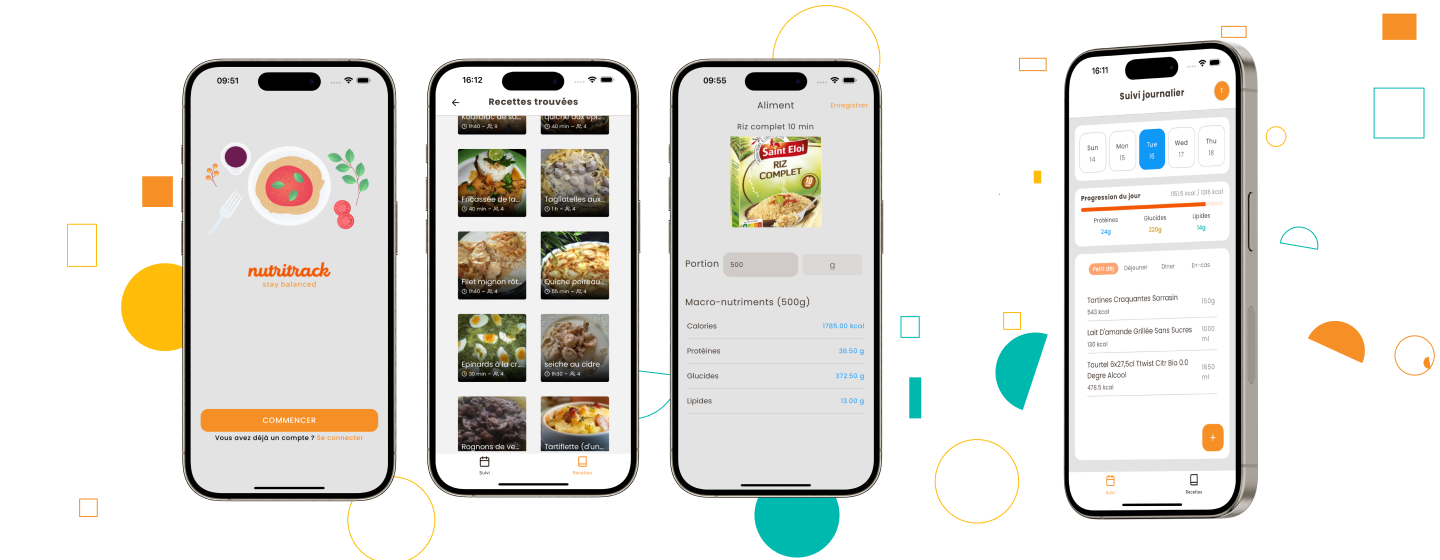 09:51
nutritrack
stay balanced
COMMENCER
Vous avez déjà un compte ? Se connecter
16:12
Recettes trouvées
Koulibiac de sa...
quiche aux épi...
1h40 - 8
40 min - 4
Fricassée de la...
Tagliatelles aux...
40 min - 4
1 h - 4
Filet mignon rôt...
Quiche poireau...
1h40 - 4
55 min - 4
Epinards à la cr...
seiche au cidre
30 min - 4
1h30 - 4
Rognons de ve...
Tartiflette (d'un...
Suivi
Recettes
09:55
Aliment
Enregistrer
Riz complet 10 min
Saint Eloi
RIZ
COMPLET
10
Portion
500
g
Macro-nutriments (500g)
Calories
1785.00 kcal
Protéines
38.50 g
Glucides
372.50 g
Lipides
13.00 g
16:11
Suivi journalier
T
Sun
14
Mon
15
Tue
16
Wed
17
Thu
18
Progression du jour
1151.5 kcal / 1316 kcal
Protéines
Glucides
Lipides
24g
220g
14g
Petit déj
Déjeuner
Diner
En-cas
Tartines Craquantes Sarrasin
150g
543 kcal
Lait D'amande Grillée Sans Sucres
1000
ml
130 kcal
Tourtel 6x27,5cl Ttwist Citr Bio 0.0
Degre Alcool
1650
ml
478.5 kcal
+
Suivi
Recettes